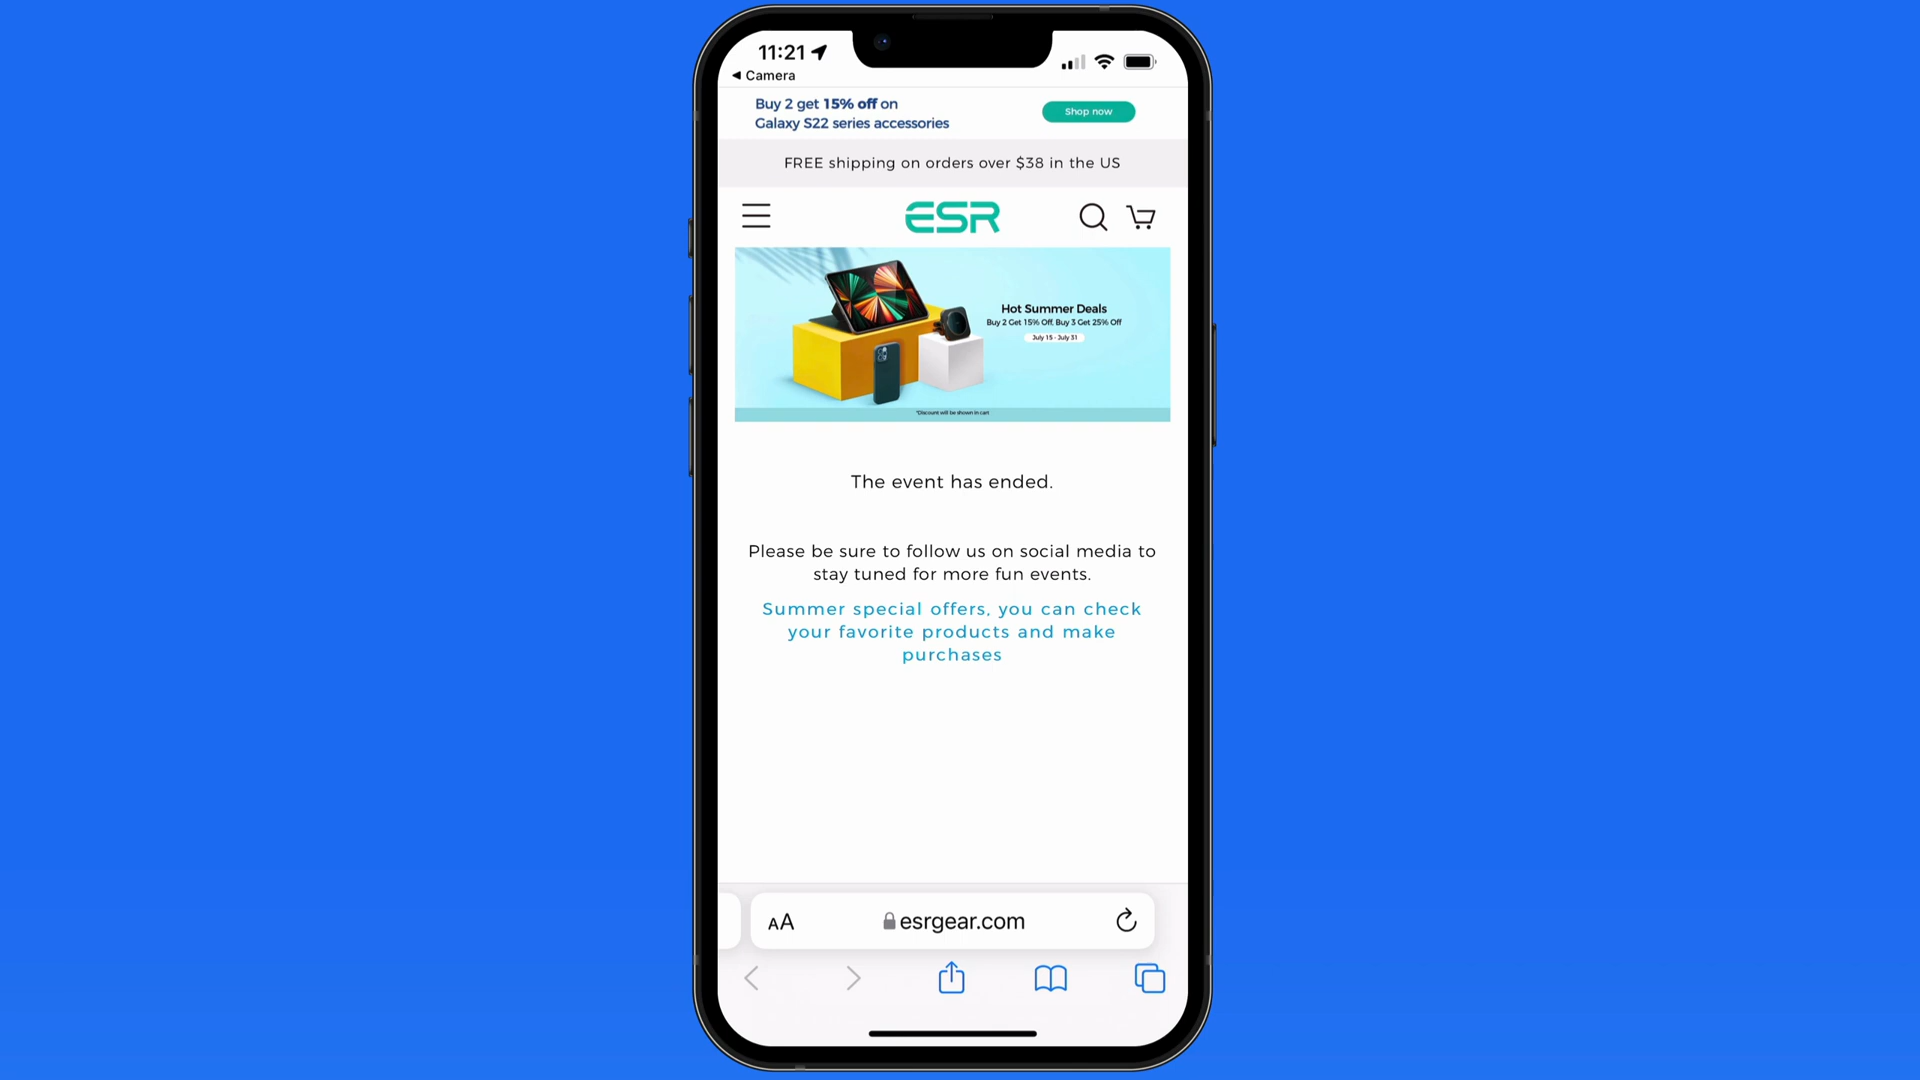 11:21
Camera
Buy 2 get 15% off on
Galaxy S22 series accessories
Shop now
FREE shipping on orders over $38 in the US
ESR
Hot Summer Deals
Buy 2 Get 15% Off, Buy 3 Get 25% Off
July 15 - July 31
*Discount will be shown in cart
The event has ended.
Please be sure to follow us on social media to
stay tuned for more fun events.
Summer special offers, you can check
your favorite products and make
purchases
AA
esrgear.com